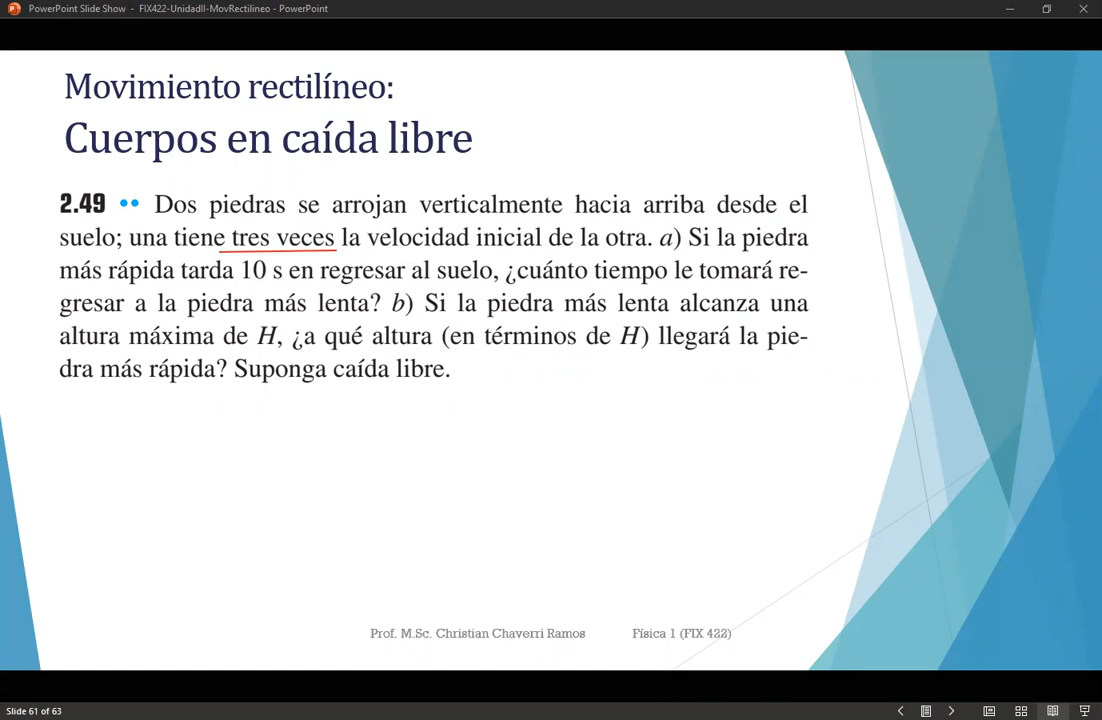 PowerPoint Slide Show - FIX422-UnidadII-MovRectilineo - PowerPoint
Movimiento rectilíneo:
Cuerpos en caída libre
2.49 •• Dos piedras se arrojan verticalmente hacia arriba desde el
suelo; una tiene tres veces la velocidad inicial de la otra. a) Si la piedra
más rápida tarda 10 s en regresar al suelo, ¿cuánto tiempo le tomará re-
gresar a la piedra más lenta? b) Si la piedra más lenta alcanza una
altura máxima de H, ¿a qué altura (en términos de H) llegará la pie-
dra más rápida? Suponga caída libre.
Prof. M.Sc. Christian Chaverri Ramos Física 1 (FIX 422)
Slide 61 of 63